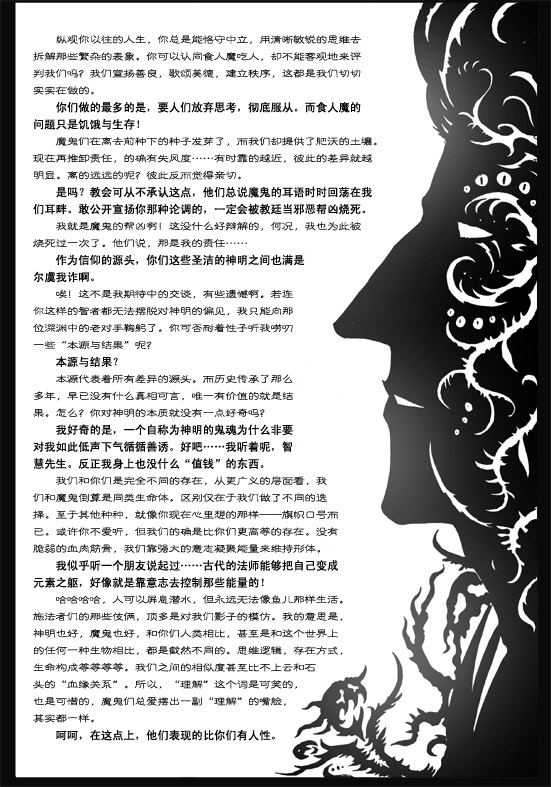 纵观你以往的人生，你总是能恪守中立，用清晰敏锐的思维去
拆解那些繁杂的表象。你可以认同食人魔吃人，却不能客观地来评
判我们吗？我们宣扬善良，歌颂美德，建立秩序，这都是我们切切
实实在做的。
你们做的最多的是，要人们放弃思考，彻底服从。而食人魔的
问题只是饥饿与生存！
魔鬼们在离去前种下的种子发芽了，而我们却提供了肥沃的土壤。
现在再推卸责任，的确有失风度……有时靠的越近，彼此的差异就越
明显。离的远远的呢？彼此反而觉得亲切。
是吗？教会可从不承认这点，他们总说魔鬼的耳语时时回荡在我
们耳畔。敢公开宣扬你那种论调的，一定会被教廷当邪恶帮凶烧死。
我就是魔鬼的帮凶啊！这没什么好辩解的，何况，我也为此被
烧死过一次了。他们说，那是我的责任……
作为信仰的源头，你们这些圣洁的神明之间也满是
尔虞我诈啊。
唉！这不是我期待中的交谈，有些遗憾啊。若连
你这样的智者都无法摆脱对神明的偏见，我只能向那
位深渊中的老对手鞠躬了。你可否耐着性子听我唠叨
一些“本源与结果”呢？
本源与结果？
本源代表着所有差异的源头。而历史传承了那么
多年，早已没有什么真相可言，唯一有价值的就是结
果。怎么？你对神明的本质就没有一点好奇吗？
我好奇的是，一个自称为神明的鬼魂为什么非要
对我如此低声下气循循善诱。好吧……我听着呢，智
慧先生。反正我身上也没什么“值钱”的东西。
我们和你们是完全不同的存在，从更广义的层面看，我
们和魔鬼倒算是同类生命体。区别仅在于我们做了不同的选
择。至于其他种种，就像你现在心里想的那样——旗帜口号而
已。或许你不爱听，但我们的确是比你们更高等的存在。没有
脆弱的血肉筋骨，我们靠强大的意志凝聚能量来维持形体。
我似乎听一个朋友说起过……古代的法师能够把自己变成
元素之躯，好像就是靠意志去控制那些能量的！
哈哈哈哈，人可以屏息潜水，但永远无法像鱼儿那样生活。
施法者们的那些伎俩，顶多是对我们影子的模仿。我的意思是，
神明也好，魔鬼也好，和你们人类相比，甚至是和这个世界上
的任何一种生物相比，都是截然不同的。思维逻辑，存在方式，
生命构成等等等等。我们之间的相似度甚至比不上云和石
头的“血缘关系”。所以，“理解”这个词是可笑的，
也是可惜的，魔鬼们总爱摆出一副“理解”的嘴脸，
其实都一样。
呵呵，在这点上，他们表现的比你们有人性。